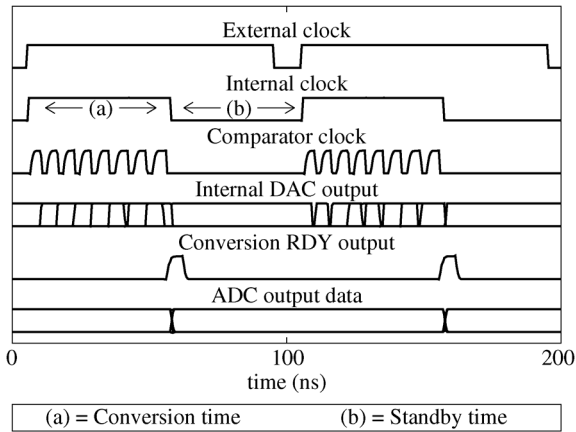 External clock
Internal clock
(a) (b)
Comparator clock
Internal DAC output
Conversion RDY output
ADC output data
0 100 200
time (ns)
(a) = Conversion time (b) = Standby time